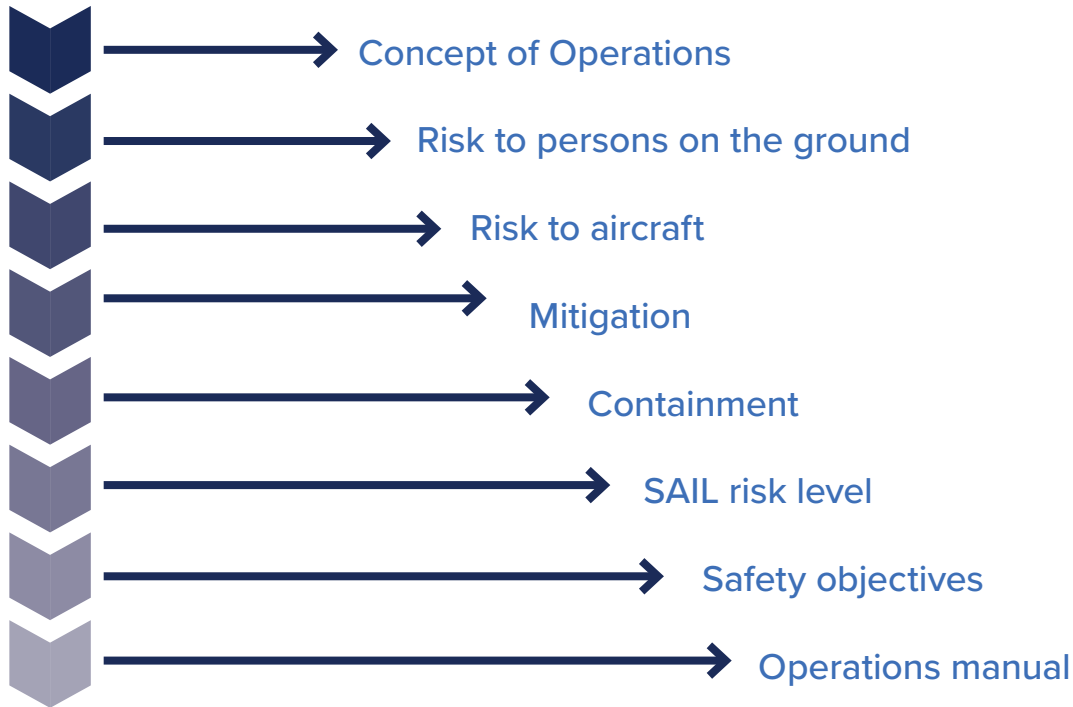 Concept of Operations
Risk to persons on the ground
Risk to aircraft
Mitigation
Containment
SAIL risk level
Safety objectives
Operations manual